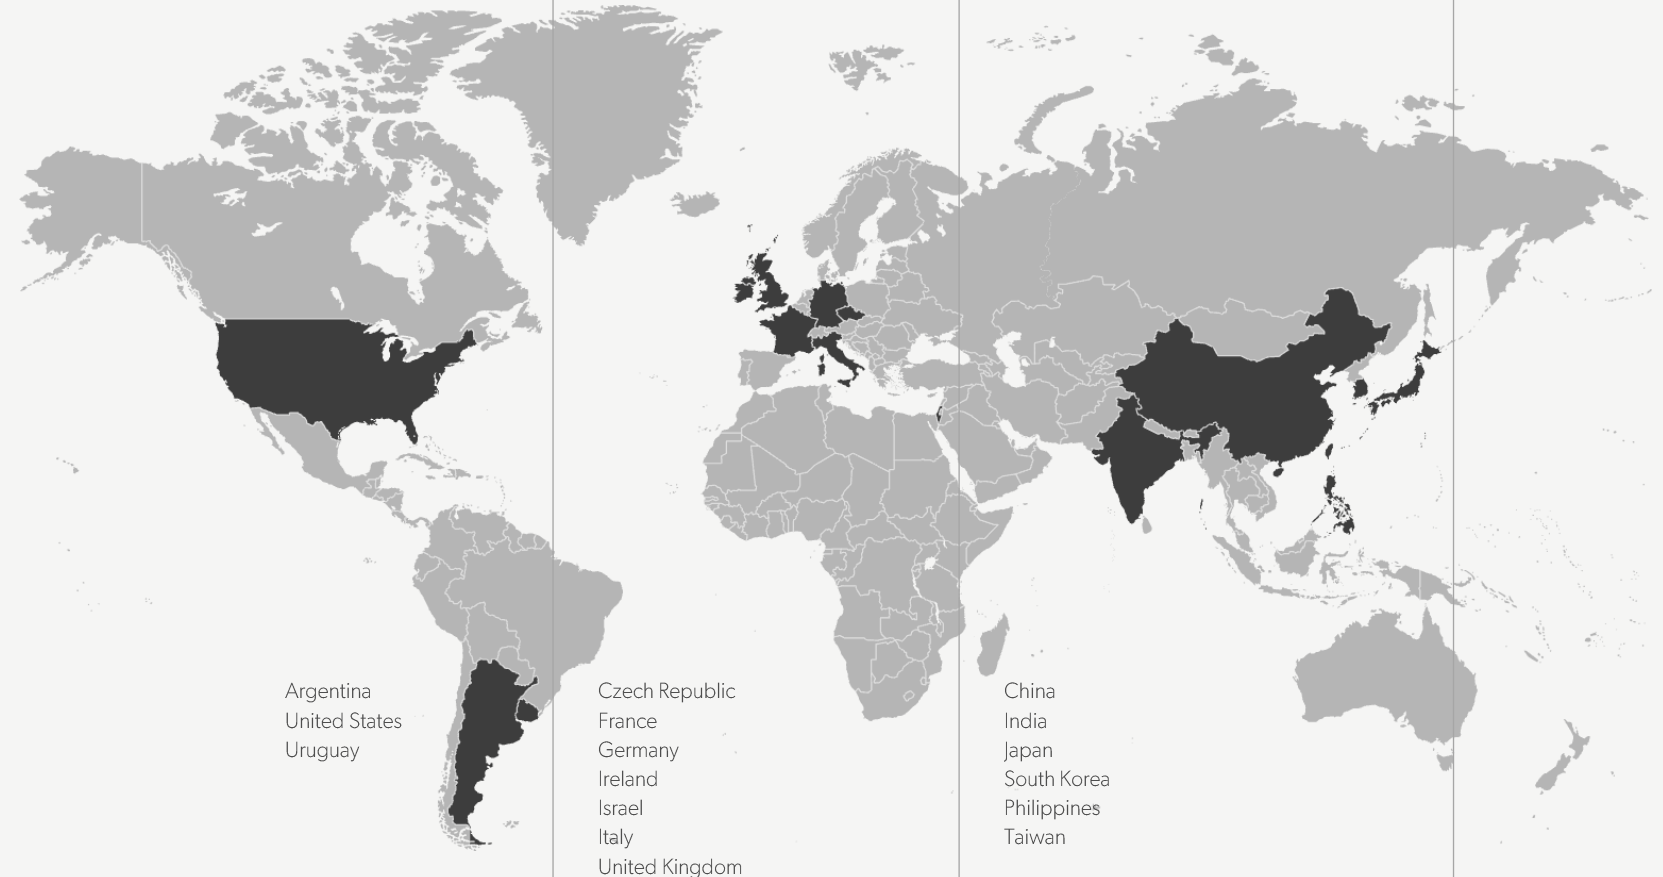 Argentina
United States
Uruguay
Czech Republic
France
Germany
Ireland
Israel
Italy
United Kingdom
China
India
Japan
South Korea
Philippines
Taiwan